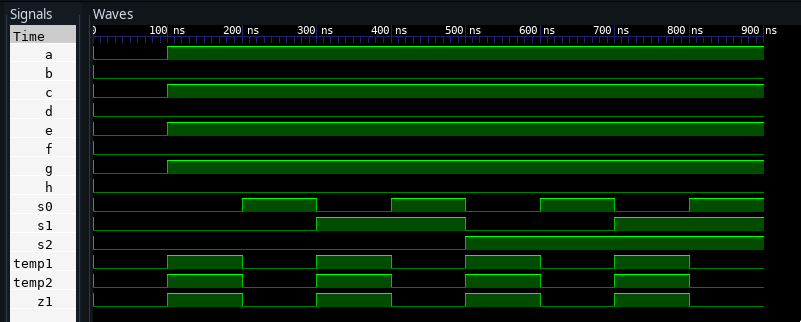 Signals Waves
Time 0 100 ns 200 ns 300 ns 400 ns 500 ns 600 ns 700 ns 800 ns 900 ns
a
b
c
d
e
f
g
h
s0
s1
s2
temp1
temp2
z1